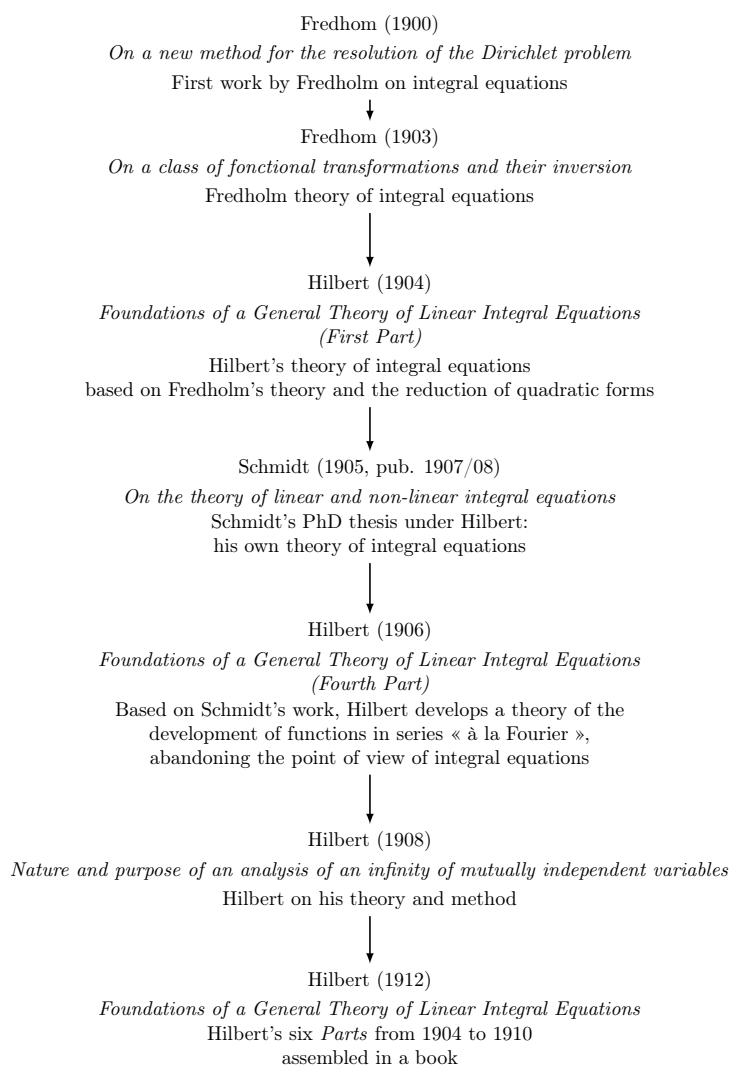 Fredhom (1900)
On a new method for the resolution of the Dirichlet problem
First work by Fredholm on integral equations
Fredhom (1903)
On a class of fonctional transformations and their inversion
Fredholm theory of integral equations
Hilbert (1904)
Foundations of a General Theory of Linear Integral Equations
(First Part)
Hilbert's theory of integral equations
based on Fredholm's theory and the reduction of quadratic forms
Schmidt (1905, pub. 1907/08)
On the theory of linear and non-linear integral equations
Schmidt's PhD thesis under Hilbert:
his own theory of integral equations
Hilbert (1906)
Foundations of a General Theory of Linear Integral Equations
(Fourth Part)
Based on Schmidt's work, Hilbert develops a theory of the
development of functions in series « à la Fourier »,
abandoning the point of view of integral equations
Hilbert (1908)
Nature and purpose of an analysis of an infinity of mutually independent variables
Hilbert on his theory and method
Hilbert (1912)
Foundations of a General Theory of Linear Integral Equations
Hilbert's six Parts from 1904 to 1910
assembled in a book